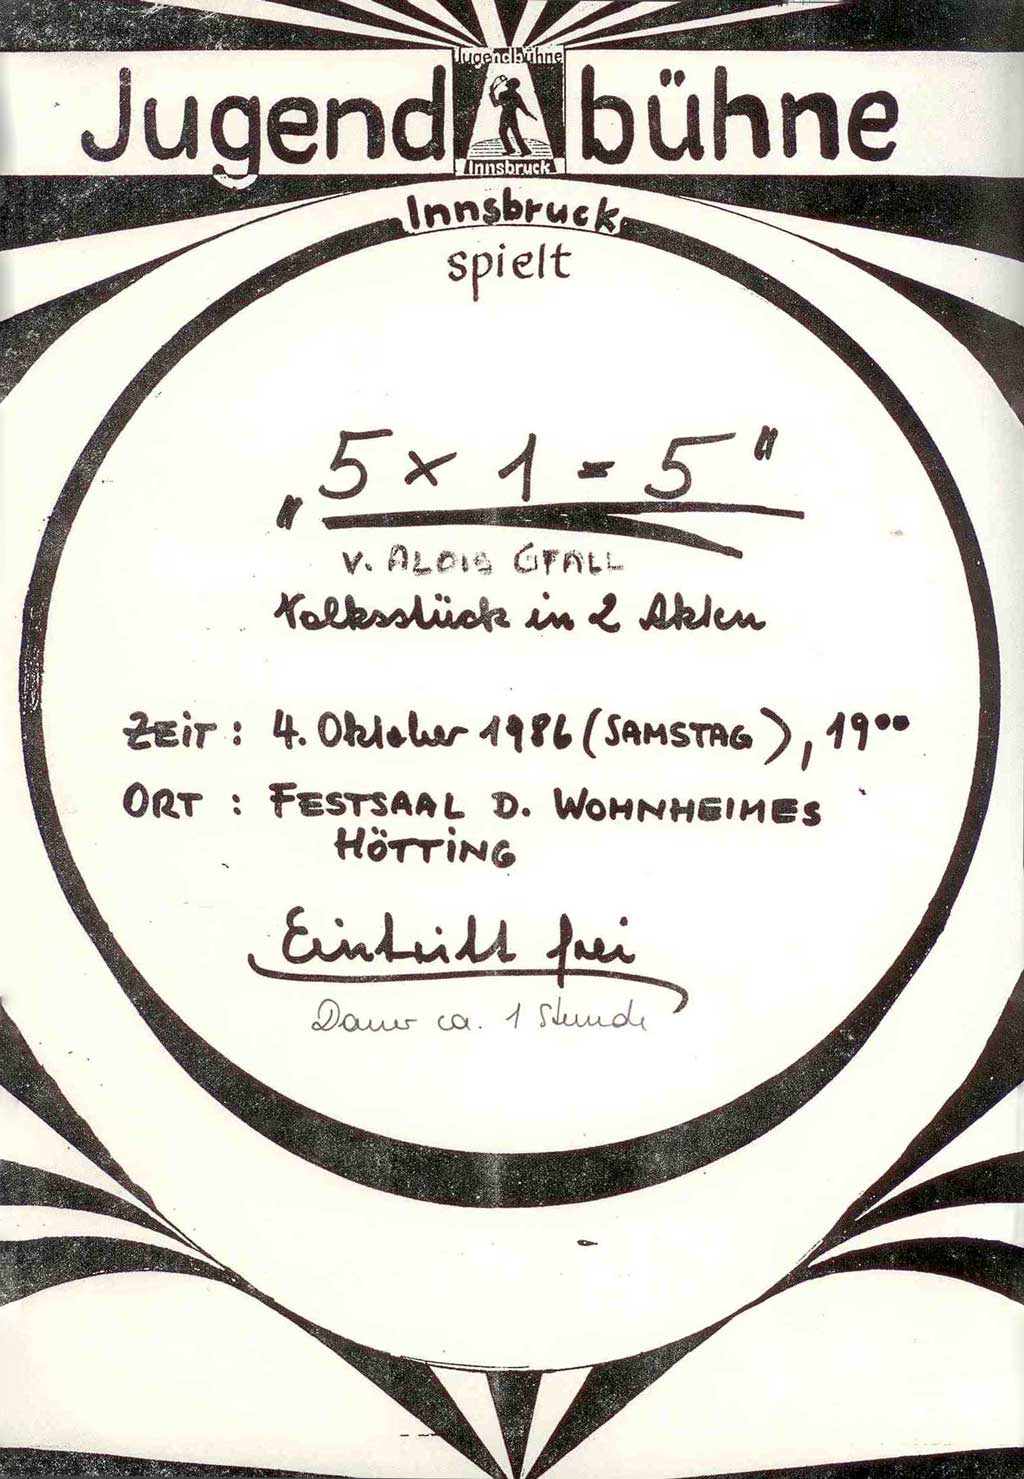 Jugendbühne
Jugendbühne
Innsbruck
Innsbruck
spielt
„5 x 1 = 5"
v. ALOIS GFALL
Volksstück in 2 Akten
ZEIT : 4. Oktober 1986 (SAMSTAG), 19⁰⁰
ORT : FESTSAAL D. WOHNHEIMES
HÖTTING
Eintritt frei
Dauer ca. 1 Stunde